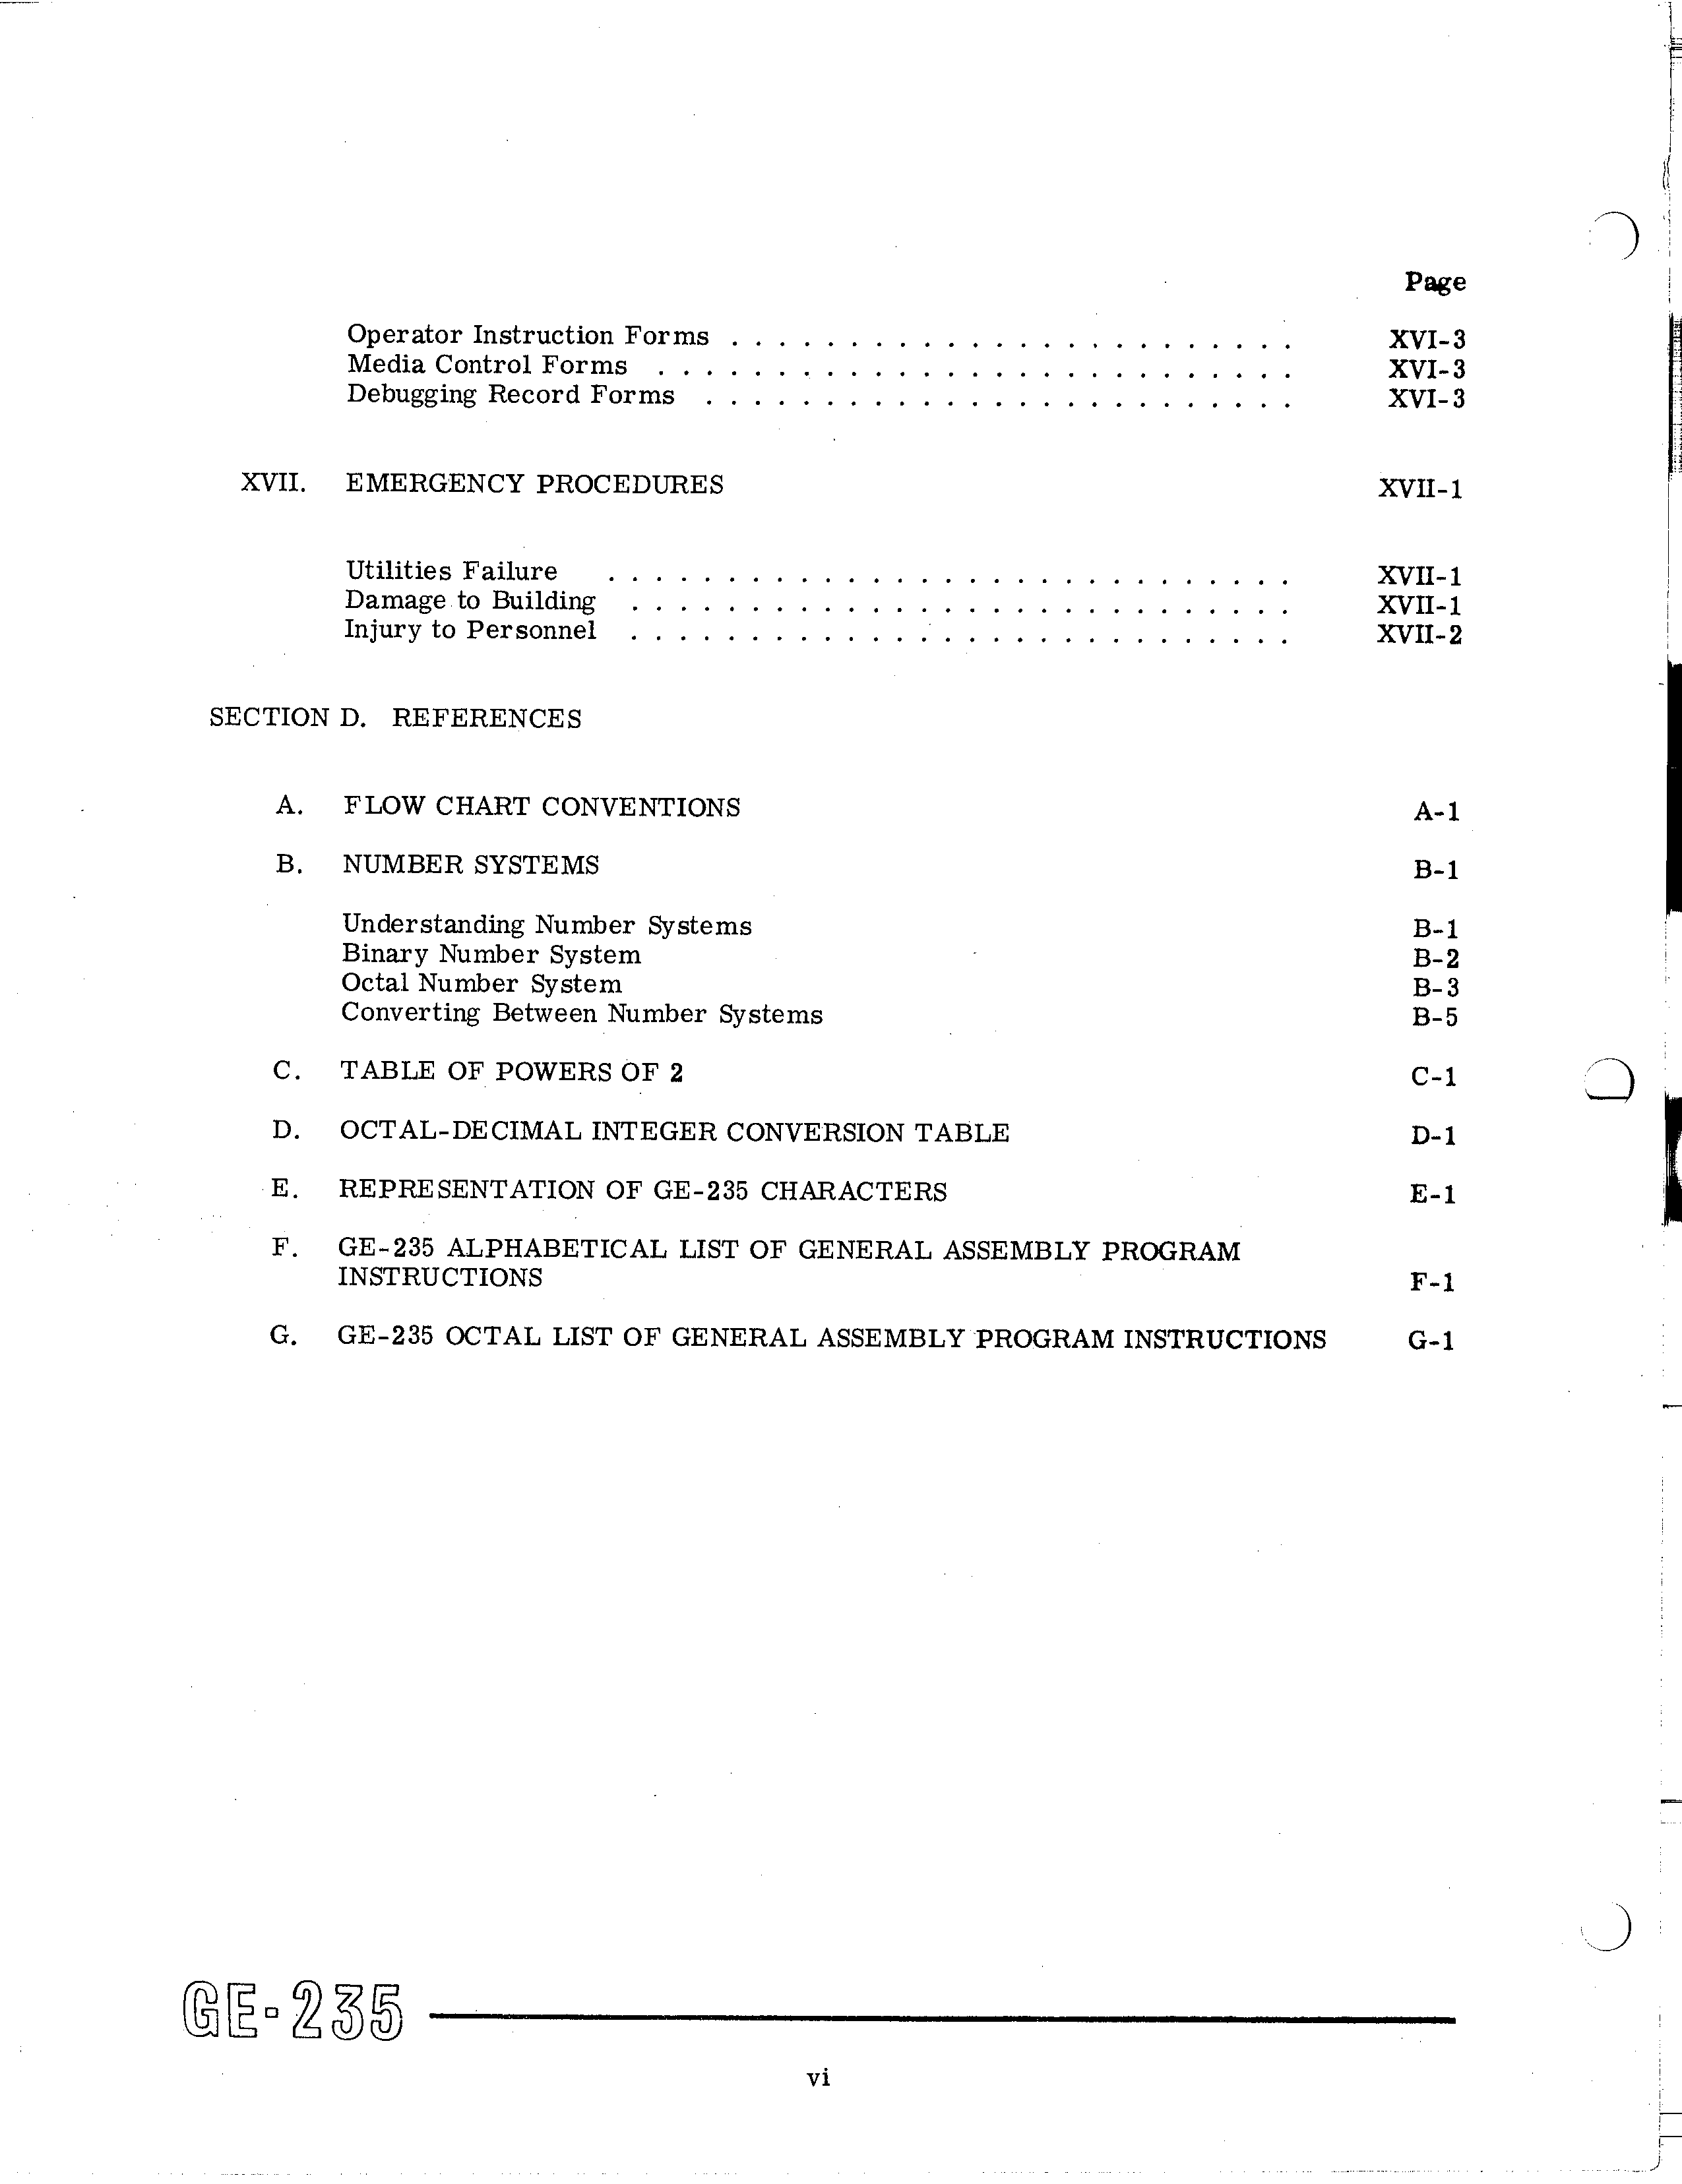 Page
Operator Instruction Forms . . . . . . . . . . . . . . . . . . . . . . . . XVI-3
Media Control Forms . . . . . . . . . . . . . . . . . . . . . . . . . . . XVI-3
Debugging Record Forms . . . . . . . . . . . . . . . . . . . . . . . . . XVI-3
XVII. EMERGENCY PROCEDURES XVII-1
Utilities Failure . . . . . . . . . . . . . . . . . . . . . . . . . . . . . XVII-1
Damage to Building . . . . . . . . . . . . . . . . . . . . . . . . . . . . XVII-1
Injury to Personnel . . . . . . . . . . . . . . . . . . . . . . . . . . . . XVII-2
SECTION D. REFERENCES
A. FLOW CHART CONVENTIONS A-1
B. NUMBER SYSTEMS B-1
Understanding Number Systems B-1
Binary Number System B-2
Octal Number System B-3
Converting Between Number Systems B-5
C. TABLE OF POWERS OF 2 C-1
D. OCTAL-DECIMAL INTEGER CONVERSION TABLE D-1
E. REPRESENTATION OF GE-235 CHARACTERS E-1
F. GE-235 ALPHABETICAL LIST OF GENERAL ASSEMBLY PROGRAM
INSTRUCTIONS F-1
G. GE-235 OCTAL LIST OF GENERAL ASSEMBLY PROGRAM INSTRUCTIONS G-1
GE-235
vi